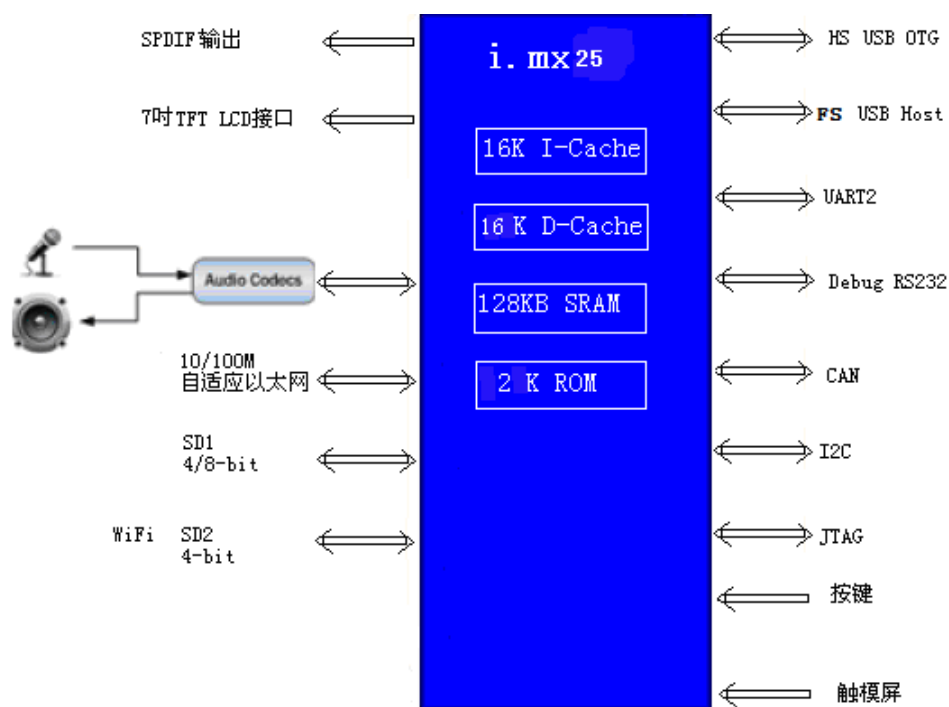 SPDIF输出
7吋TFT LCD接口
Audio Codecs
10/100M
自适应以太网
SD1
4/8-bit
WiFi SD2
4-bit
i.mx25
16K I-Cache
16 K D-Cache
128KB SRAM
2 K ROM
HS USB OTG
FS USB Host
UART2
Debug RS232
CAN
I2C
JTAG
按键
触模屏